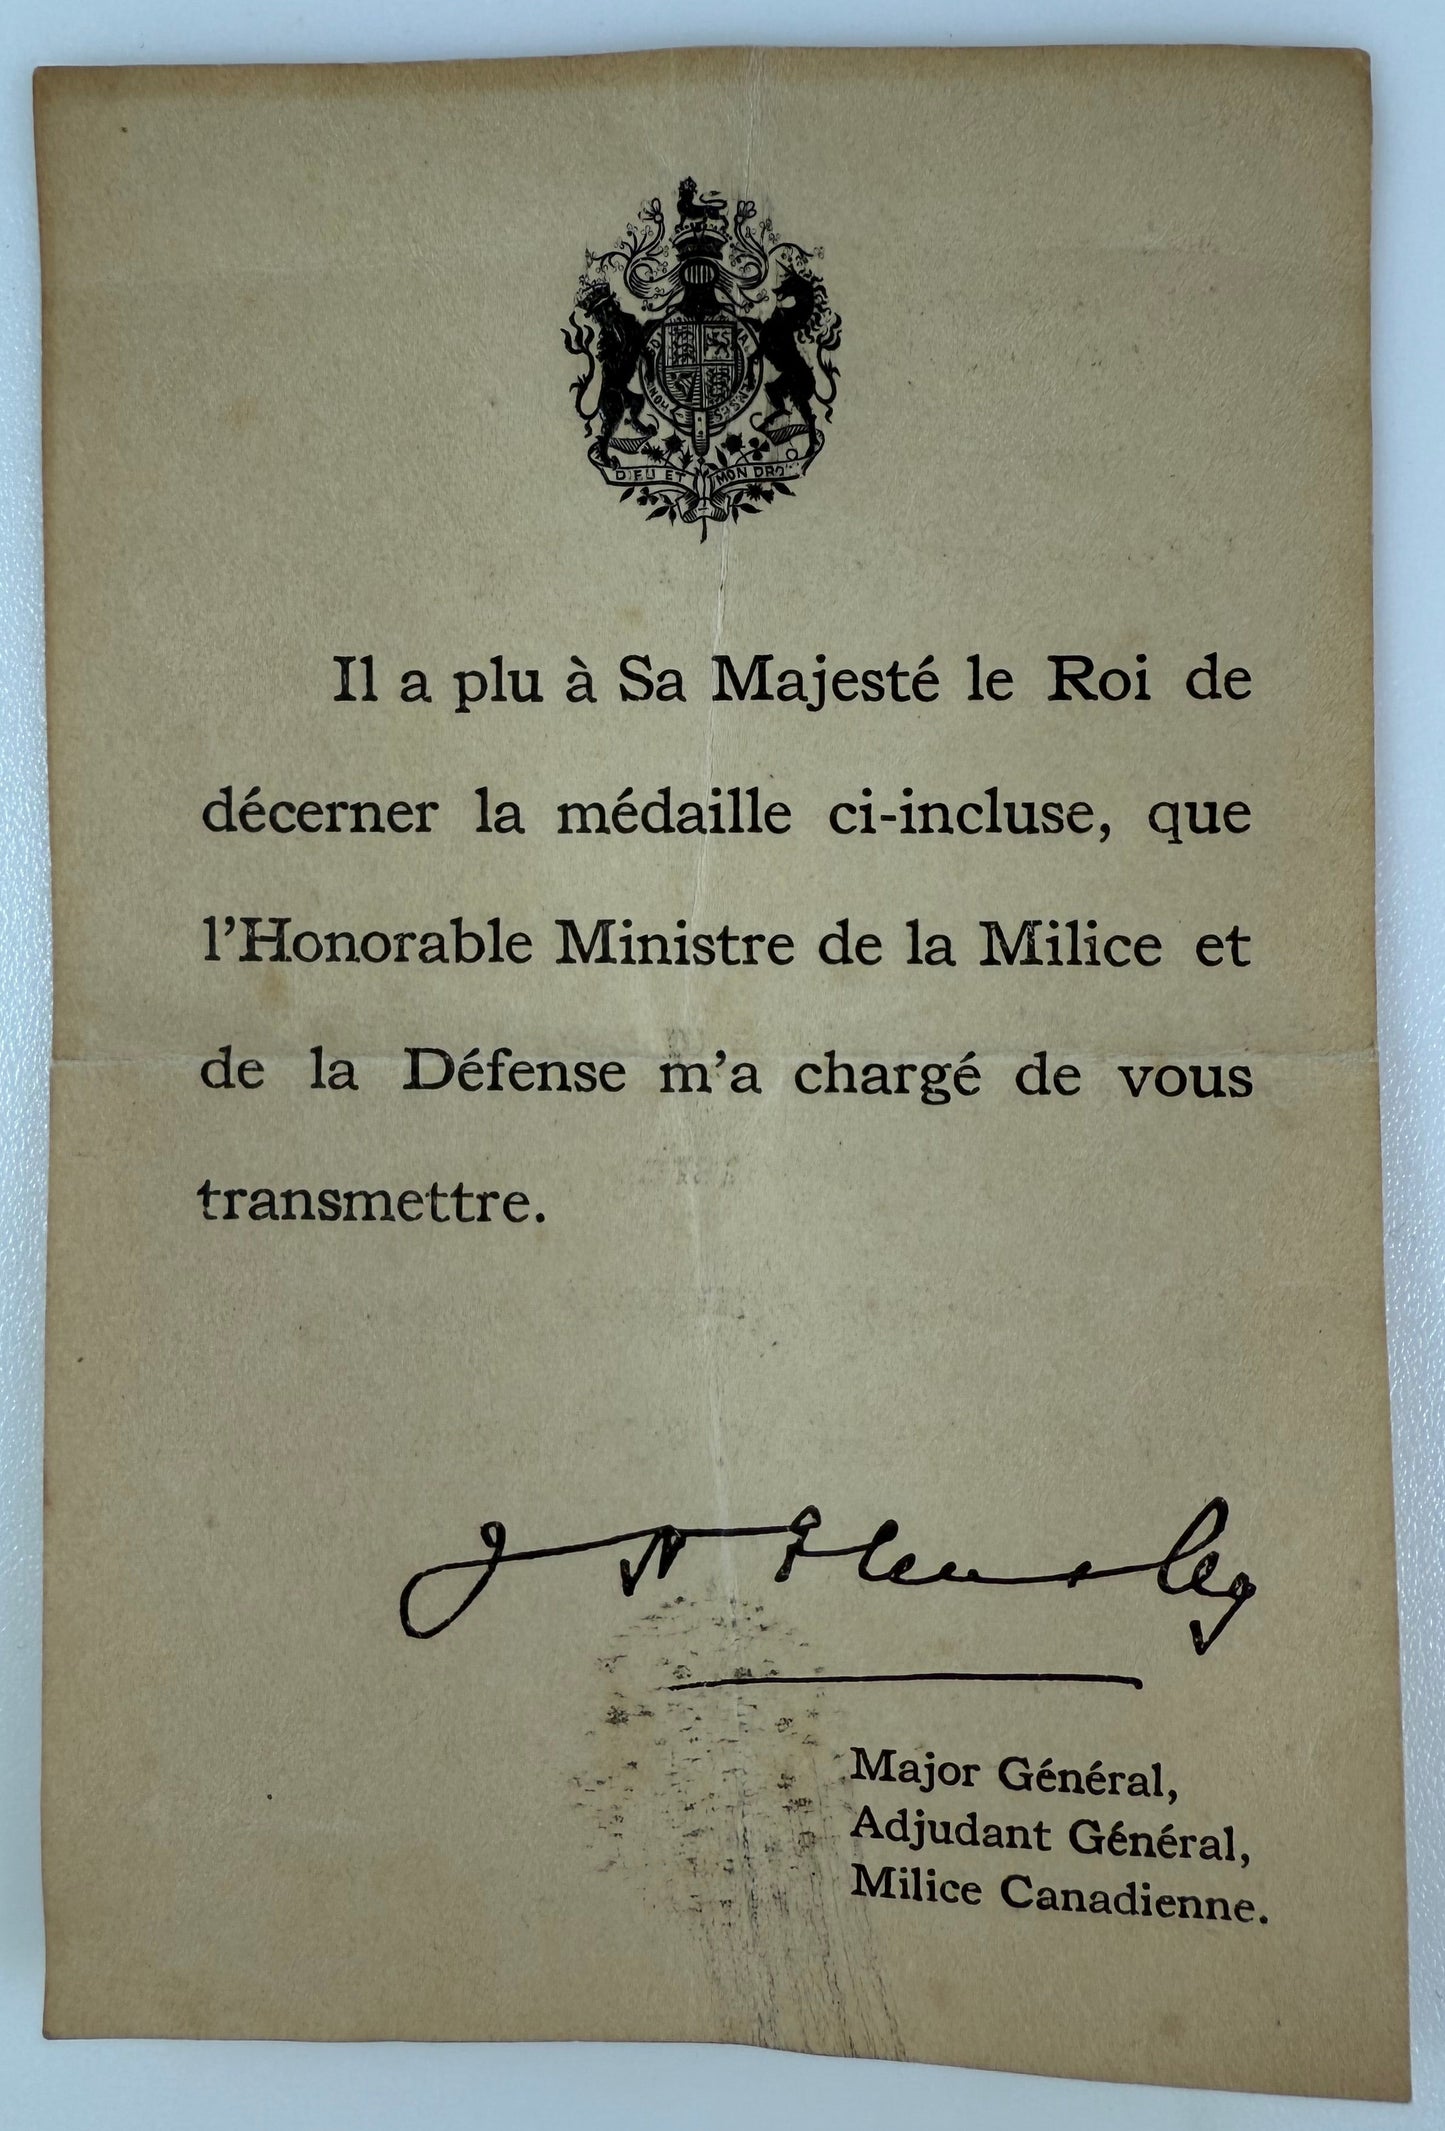 DIEU ET MON DROIT
Il a plu à Sa Majesté le Roi de
décerner la médaille ci-incluse, que
l'Honorable Ministre de la Milice et
de la Défense m'a chargé de vous
transmettre.
Major Général,
Adjudant Général,
Milice Canadienne.